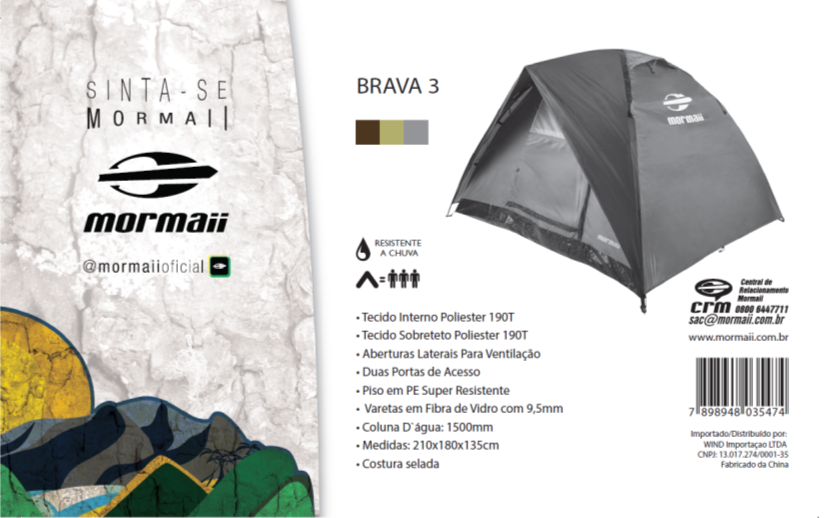 SINTA-SE
MORMAII
mormaii
@mormaiioficial
BRAVA 3
mormaii
mormaii
RESISTENTE
A CHUVA
=
• Tecido Interno Poliester 190T
• Tecido Sobreteto Poliester 190T
• Aberturas Laterais Para Ventilação
• Duas Portas de Acesso
• Piso em PE Super Resistente
• Varetas em Fibra de Vidro com 9,5mm
• Coluna D`água: 1500mm
• Medidas: 210x180x135cm
• Costura selada
Central de
Relacionamento
Mormaii
crm 0800 6447711
sac@mormaii.com.br
www.mormaii.com.br
7 898948 035474
Importado/Distribuído por:
WIND Importaçao LTDA
CNPJ: 13.017.274/0001-35
Fabricado da China